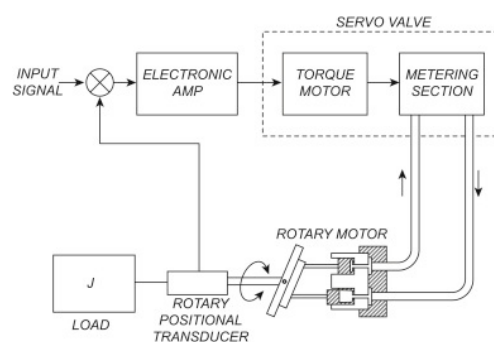 SERVO VALVE
INPUT
SIGNAL
ELECTRONIC
AMP
TORQUE
MOTOR
METERING
SECTION
ROTARY MOTOR
J
LOAD
ROTARY
POSITIONAL
TRANSDUCER